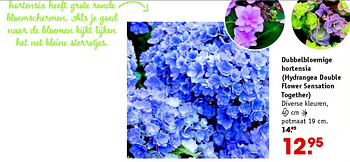 hortensia heeft grote ronde
bloemschermen. Als je goed
naar de bloemen kijkt lijken
het net kleine sterretjes.
Dubbelbloemige
hortensia
(Hydrangea Double
Flower Sensation
Together)
Diverse kleuren,
40 cm
potmaat 19 cm.
14.95
12.95